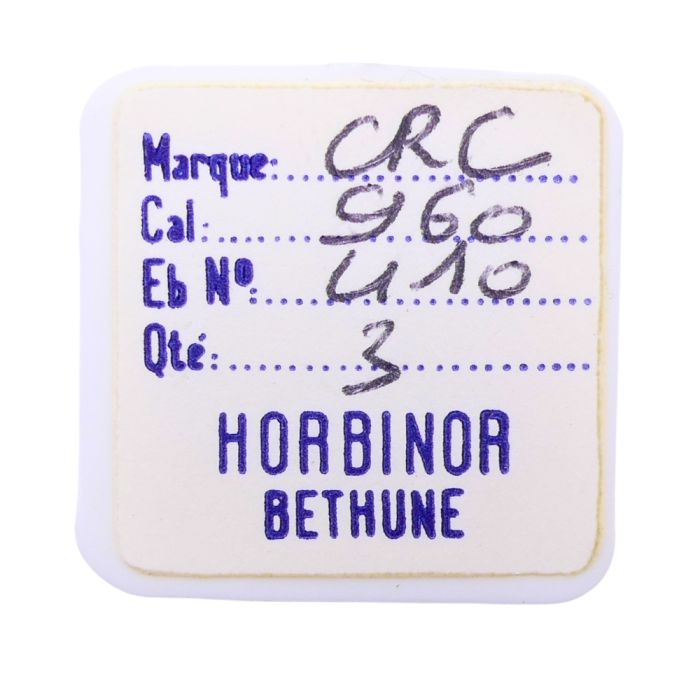 Marque: CRC
Cal: 960
Eb Nº: 410
Qté: 3
HORBINOR
BETHUNE